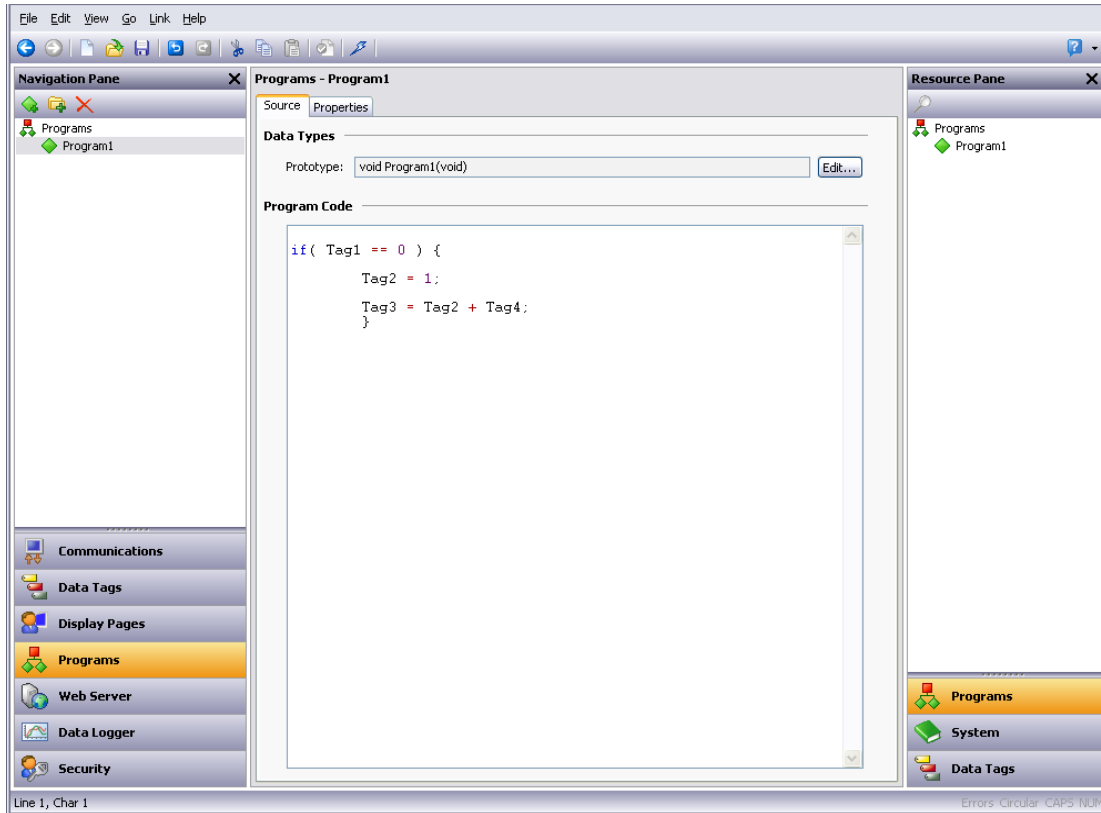 File Edit View Go Link Help
Navigation Pane
Programs
Program1
Communications
Data Tags
Display Pages
Programs
Web Server
Data Logger
Security
Programs - Program1
Source Properties
Data Types
Prototype: void Program1(void) Edit...
Program Code
if( Tag1 == 0 ) {
Tag2 = 1;
Tag3 = Tag2 + Tag4;
}
Resource Pane
Programs
Program1
Programs
System
Data Tags
Line 1, Char 1
Errors Circular CAPS NUM